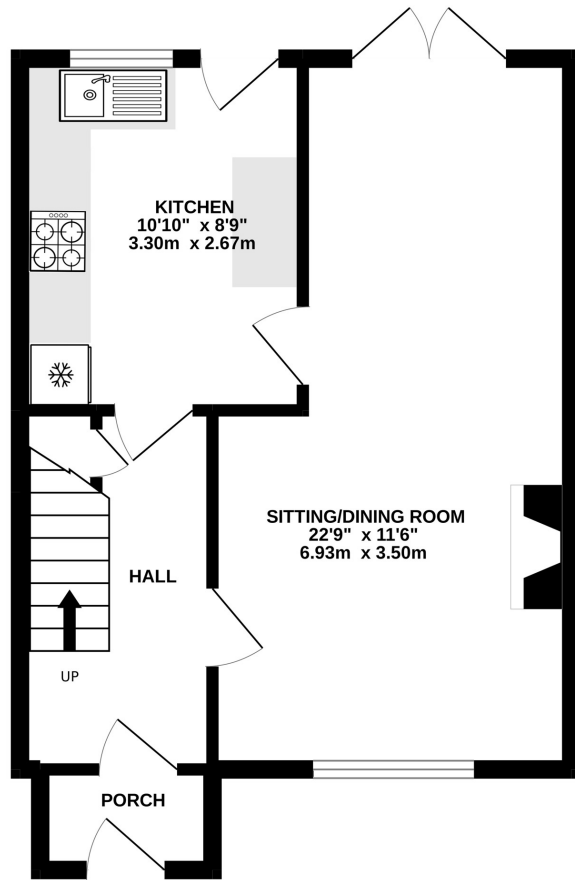 KITCHEN
10'10" x 8'9"
3.30m x 2.67m
SITTING/DINING ROOM
22'9" x 11'6"
6.93m x 3.50m
HALL
UP
PORCH